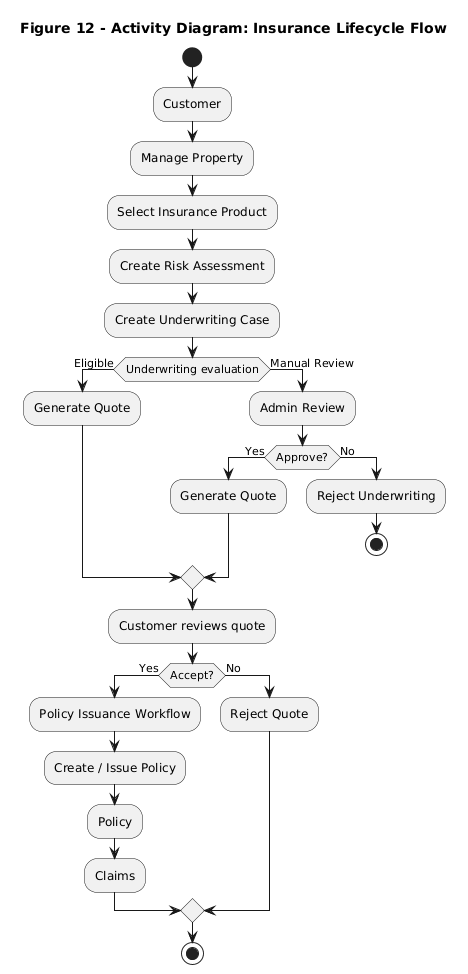 Figure 12 - Activity Diagram: Insurance Lifecycle Flow
Customer
Manage Property
Select Insurance Product
Create Risk Assessment
Create Underwriting Case
Eligible
Underwriting evaluation
Manual Review
Generate Quote
Admin Review
Yes
Approve?
No
Generate Quote
Reject Underwriting
Customer reviews quote
Yes
Accept?
No
Policy Issuance Workflow
Reject Quote
Create / Issue Policy
Policy
Claims